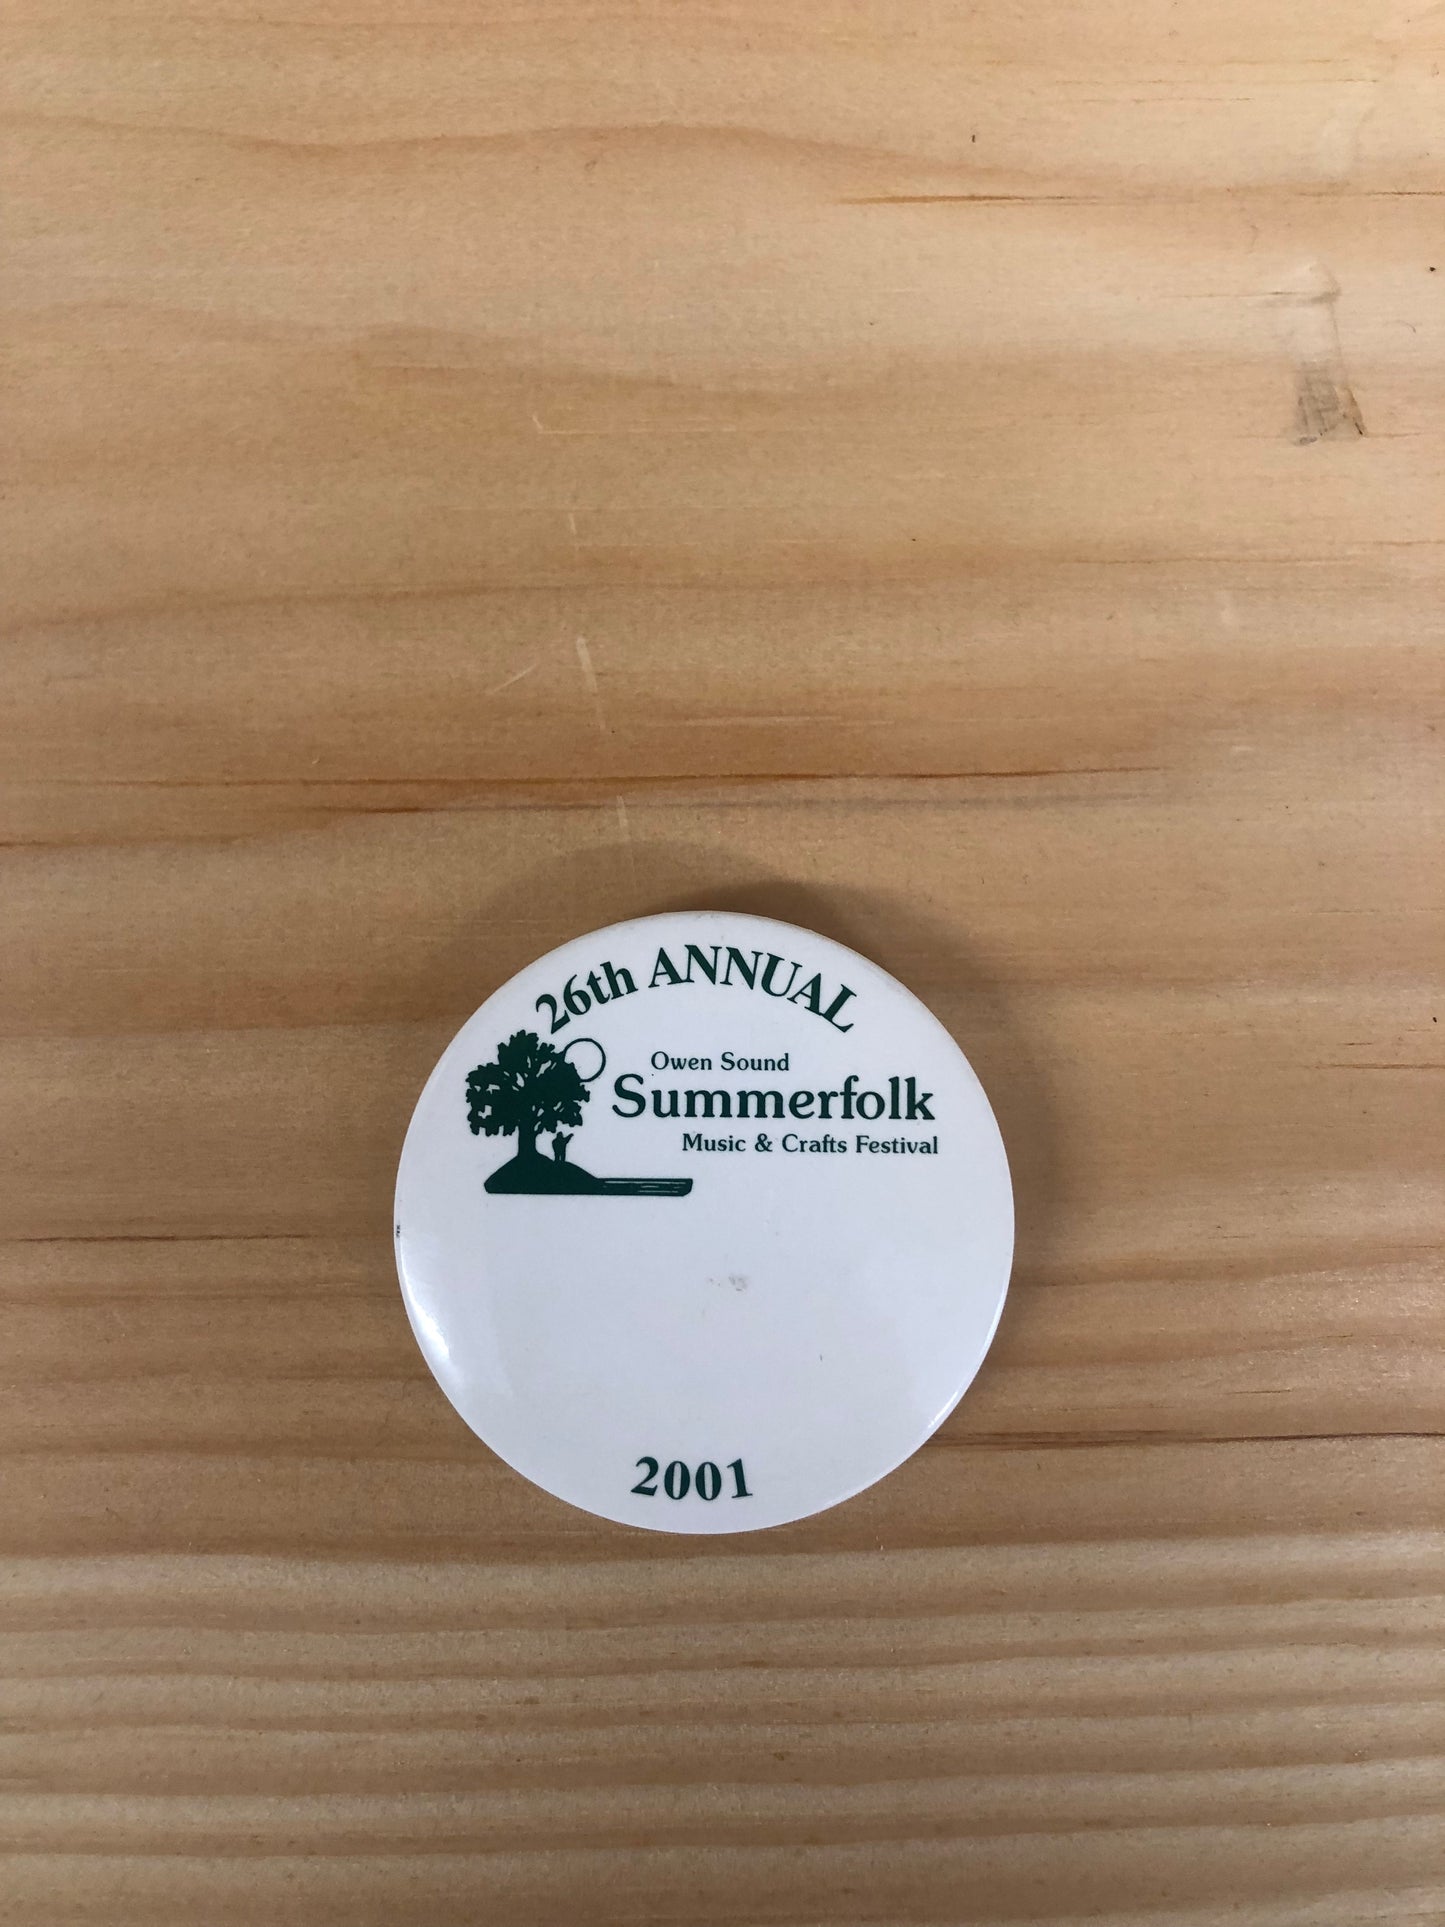 26th ANNUAL
Owen Sound
Summerfolk
Music & Crafts Festival
2001